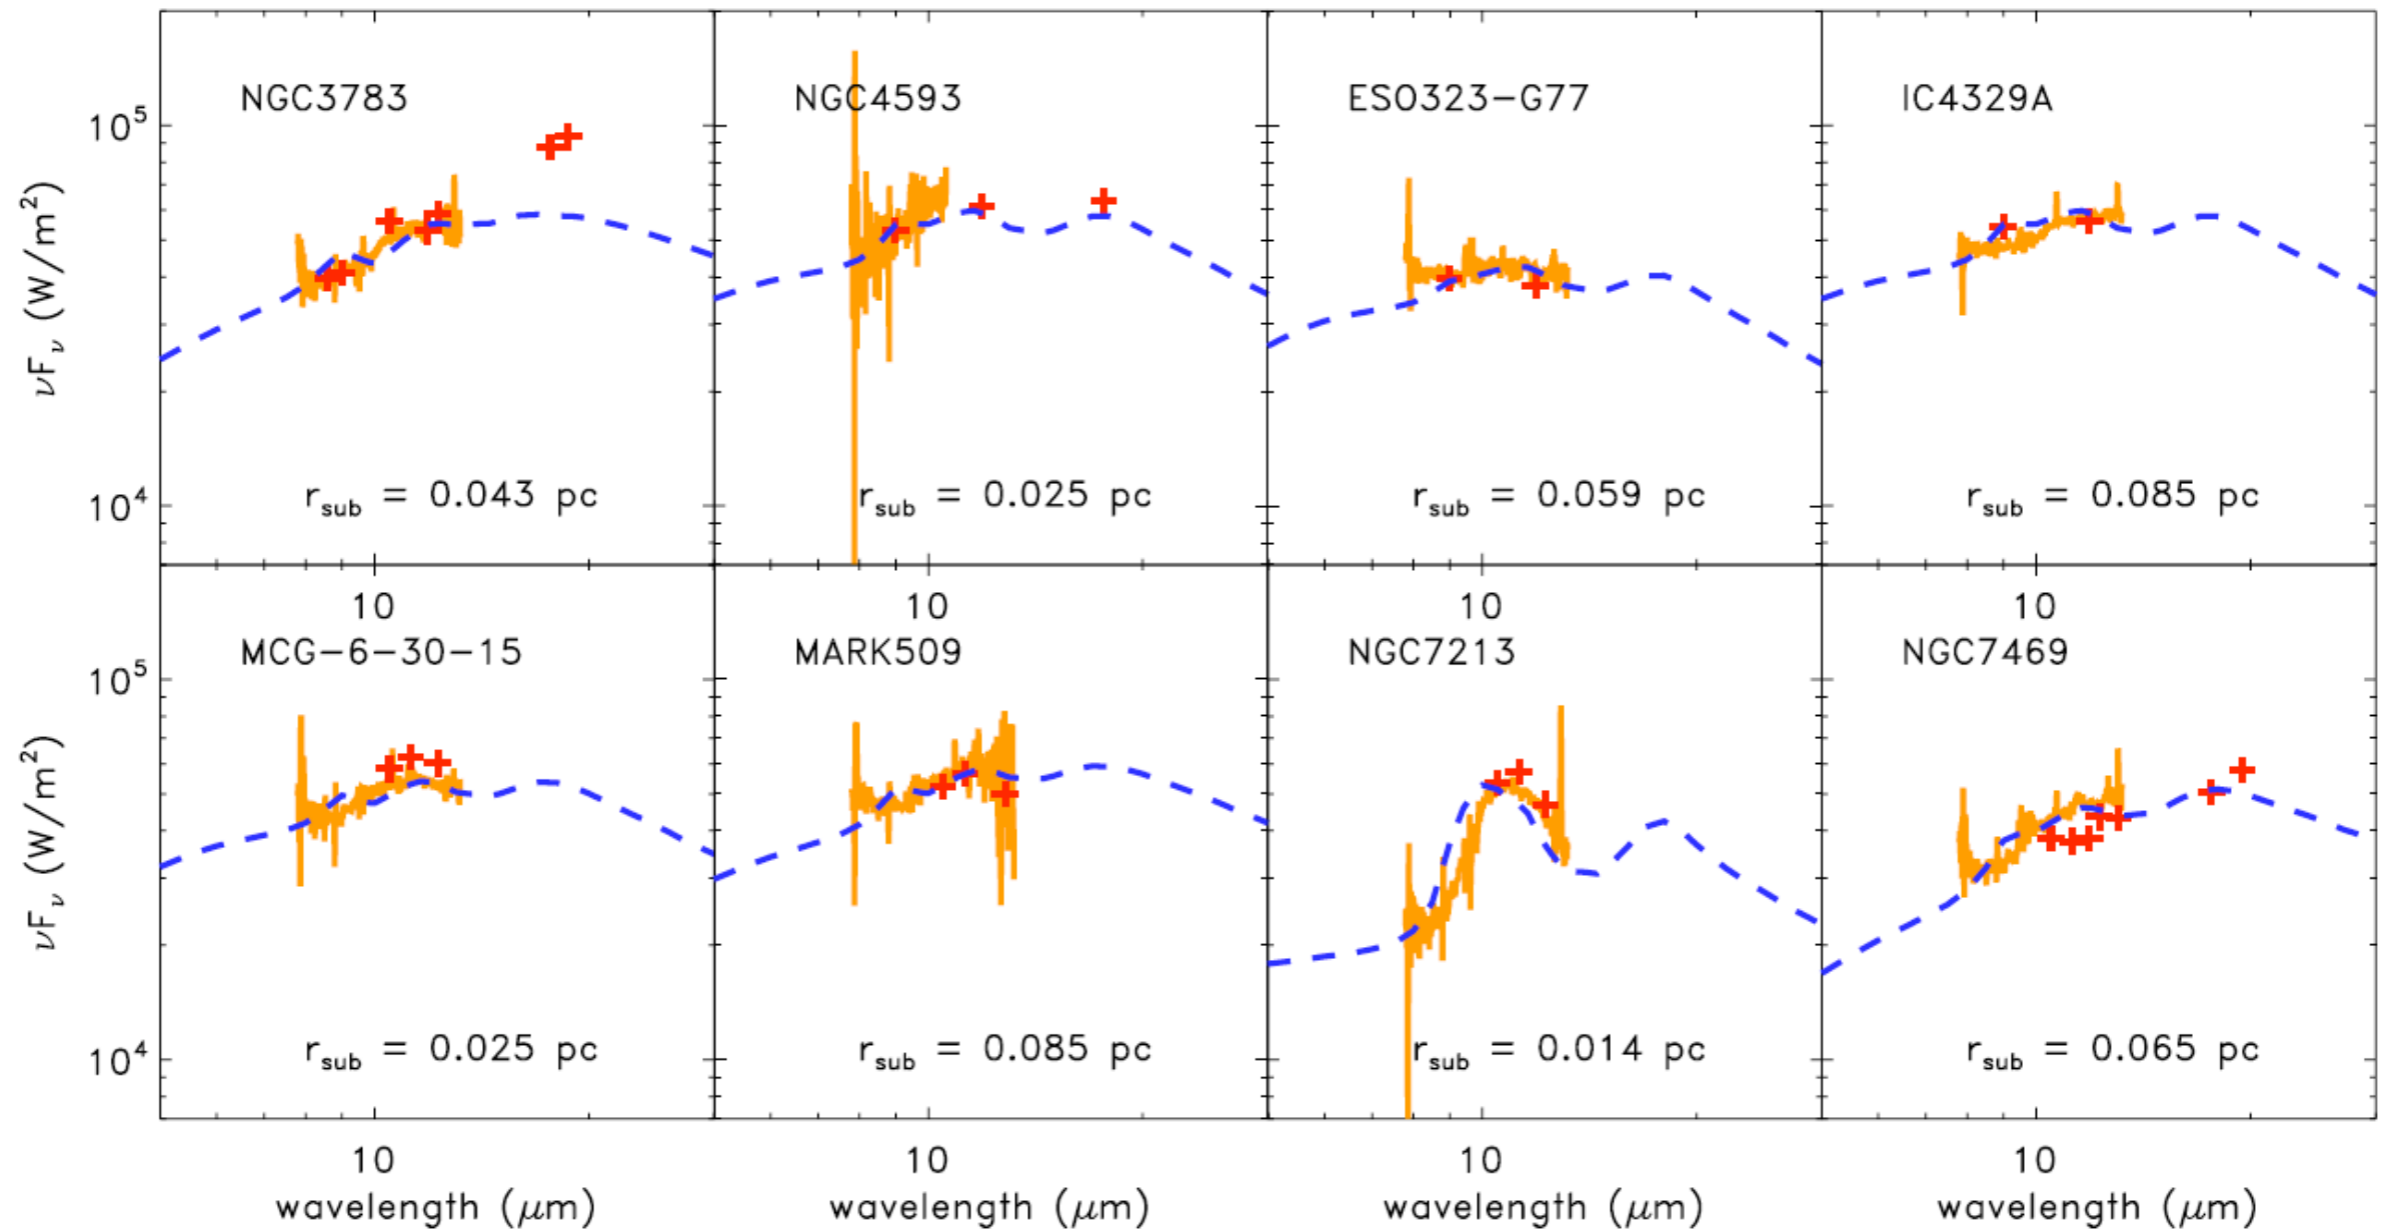 NGC3783 NGC4593 ESO323-G77 IC4329A
10^5
νF_ν (W/m^2)
r_sub = 0.043 pc r_sub = 0.025 pc r_sub = 0.059 pc r_sub = 0.085 pc
10^4
10 10 10 10
MCG-6-30-15 MARK509 NGC7213 NGC7469
10^5
νF_ν (W/m^2)
r_sub = 0.025 pc r_sub = 0.085 pc r_sub = 0.014 pc r_sub = 0.065 pc
10^4
10 10 10 10
wavelength (μm) wavelength (μm) wavelength (μm) wavelength (μm)